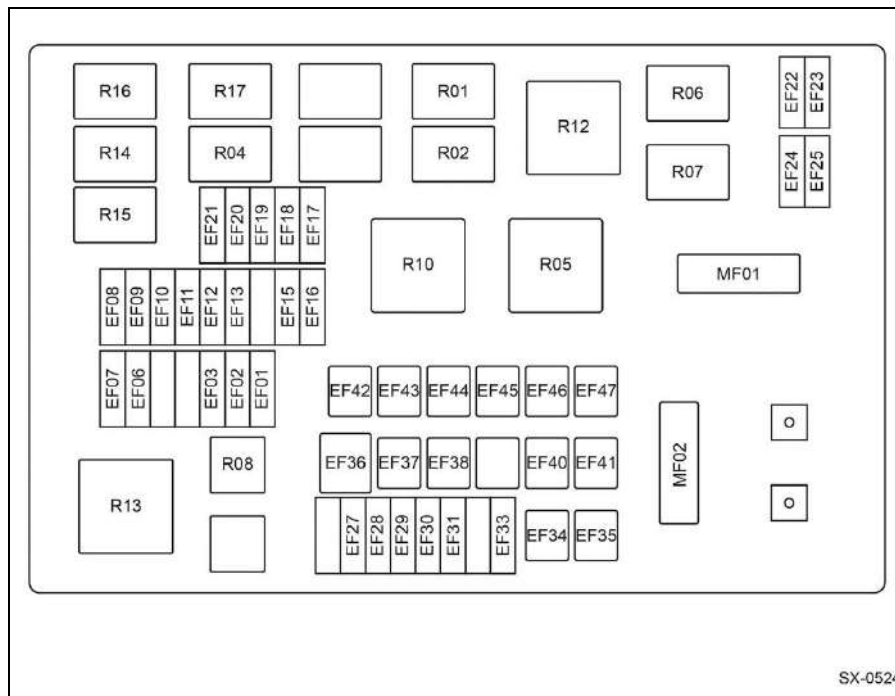 R16 R17 R01 R12 R06 EF22 EF23
R14 R04 R02 R07 EF24 EF25
R15 EF21 EF20 EF19 EF18 EF17
R10 R05 MF01
EF08 EF09 EF10 EF11 EF12 EF13 EF15 EF16
EF07 EF06 EF03 EF02 EF01
EF42 EF43 EF44 EF45 EF46 EF47
R08 EF36 EF37 EF38 EF40 EF41 MF02
R13 EF27 EF28 EF29 EF30 EF31 EF33 EF34 EF35
SX-052